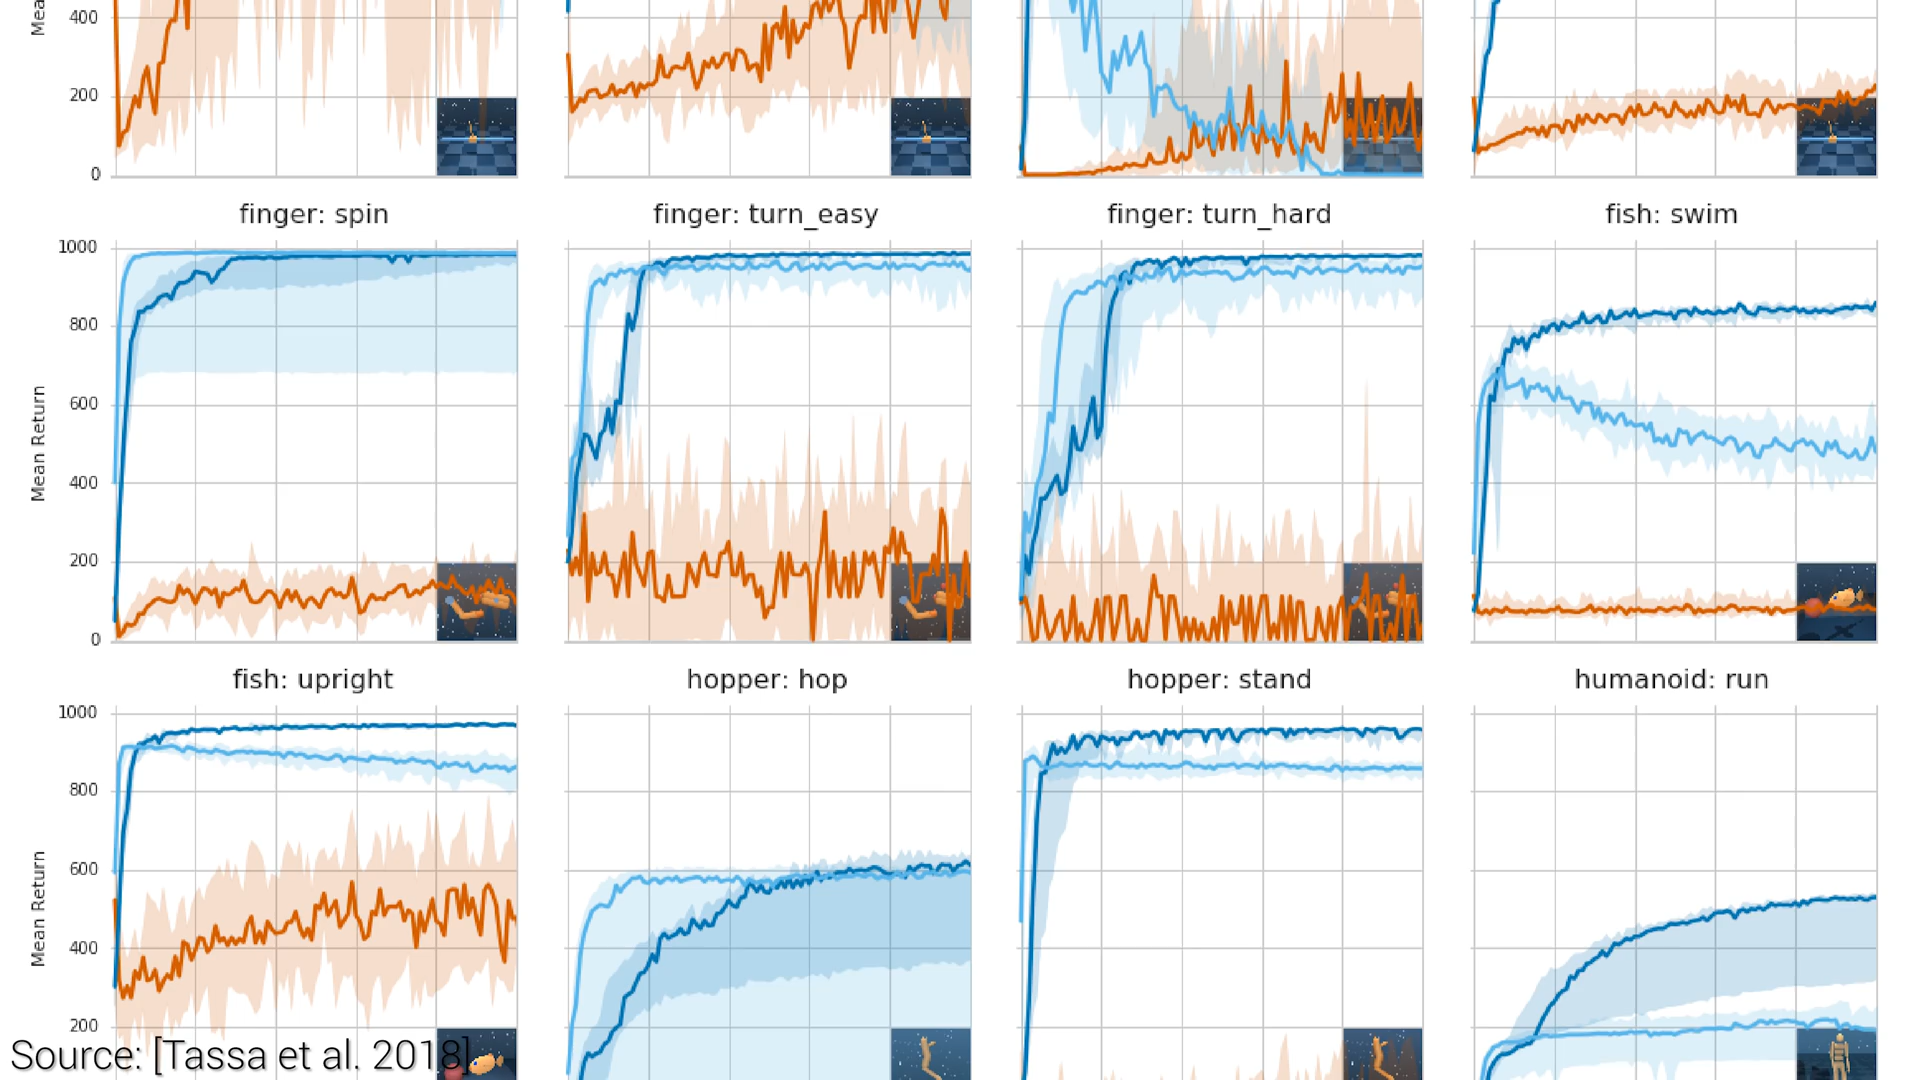 Mea
400
200
0
finger: spin
finger: turn_easy
finger: turn_hard
fish: swim
Mean Return
1000
800
600
400
200
0
fish: upright
hopper: hop
hopper: stand
humanoid: run
Mean Return
1000
800
600
400
200
Source: [Tassa et al. 2018]